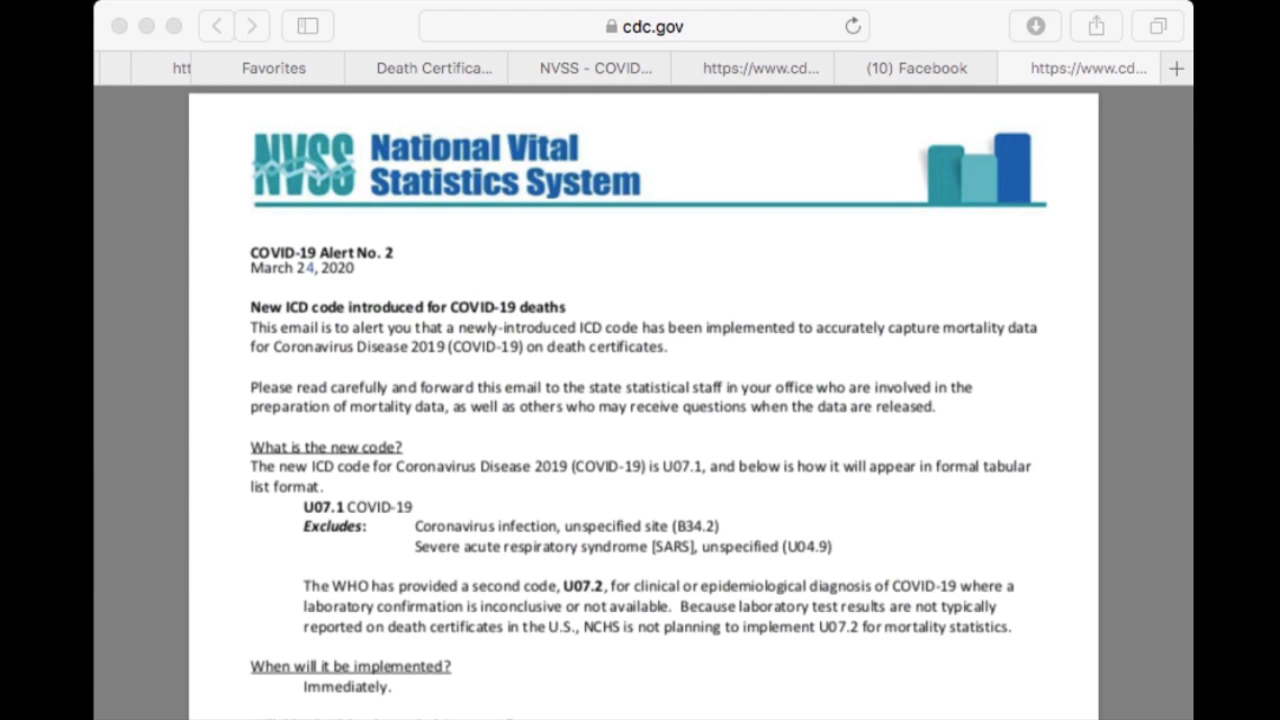 cdc.gov
htt
Favorites
Death Certifica...
NVSS - COVID...
https://www.cd...
(10) Facebook
https://www.cd...
NVSS National Vital
Statistics System
COVID-19 Alert No. 2
March 24, 2020
New ICD code introduced for COVID-19 deaths
This email is to alert you that a newly-introduced ICD code has been implemented to accurately capture mortality data
for Coronavirus Disease 2019 (COVID-19) on death certificates.
Please read carefully and forward this email to the state statistical staff in your office who are involved in the
preparation of mortality data, as well as others who may receive questions when the data are released.
What is the new code?
The new ICD code for Coronavirus Disease 2019 (COVID-19) is U07.1, and below is how it will appear in formal tabular
list format.
U07.1 COVID-19
Excludes: Coronavirus infection, unspecified site (B34.2)
Severe acute respiratory syndrome [SARS], unspecified (U04.9)
The WHO has provided a second code, U07.2, for clinical or epidemiological diagnosis of COVID-19 where a
laboratory confirmation is inconclusive or not available. Because laboratory test results are not typically
reported on death certificates in the U.S., NCHS is not planning to implement U07.2 for mortality statistics.
When will it be implemented?
Immediately.